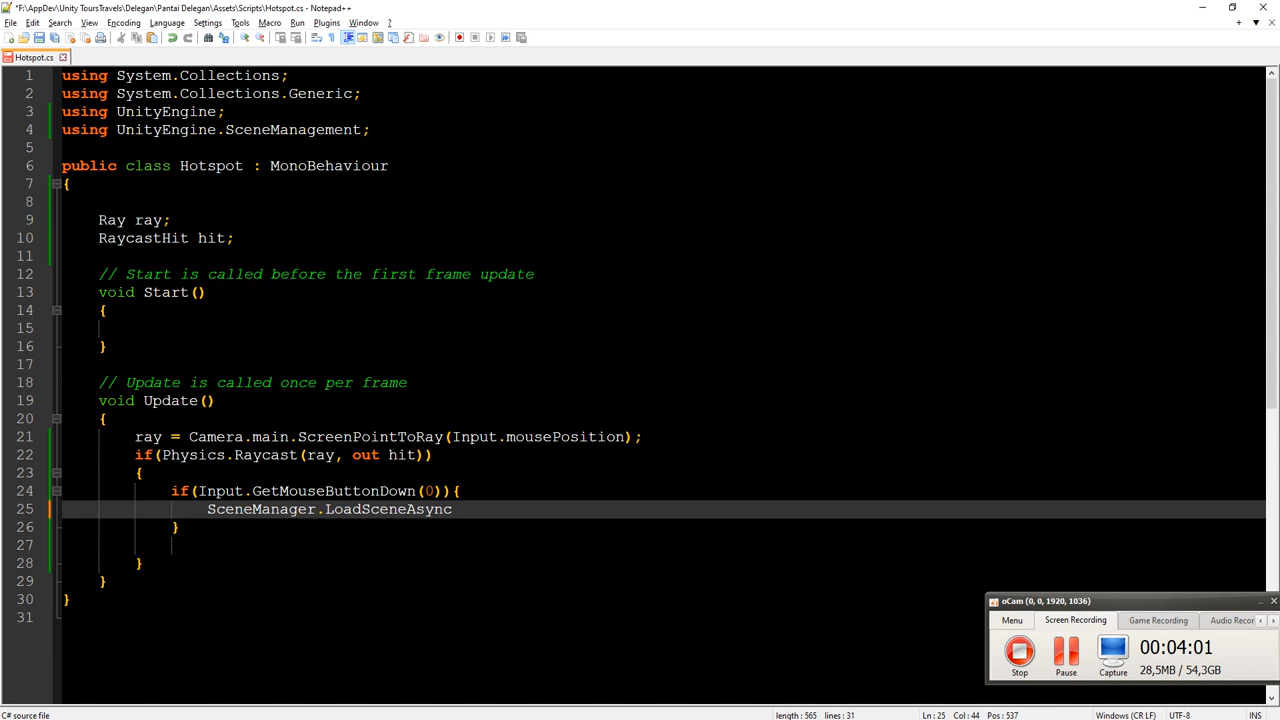 *F:\AppDev\Unity ToursTravels\Delegan\Pantai Delegan\Assets\Scripts\Hotspot.cs - Notepad++
File Edit Search View Encoding Language Settings Tools Macro Run Plugins Window ?
Hotspot.cs
1 using System.Collections;
2 using System.Collections.Generic;
3 using UnityEngine;
4 using UnityEngine.SceneManagement;
5
6 public class Hotspot : MonoBehaviour
7 {
8
9 Ray ray;
10 RaycastHit hit;
11
12 // Start is called before the first frame update
13 void Start()
14 {
15
16 }
17
18 // Update is called once per frame
19 void Update()
20 {
21 ray = Camera.main.ScreenPointToRay(Input.mousePosition);
22 if(Physics.Raycast(ray, out hit))
23 {
24 if(Input.GetMouseButtonDown(0)){
25 SceneManager.LoadSceneAsync
26 }
27
28 }
29 }
30 }
31
oCam (0, 0, 1920, 1036)
Menu Screen Recording Game Recording Audio Recor
00:04:01
Stop Pause Capture 28,5MB / 54,3GB
C# source file length : 565 lines : 31 Ln : 25 Col : 44 Pos : 537 Windows (CR LF) UTF-8 INS